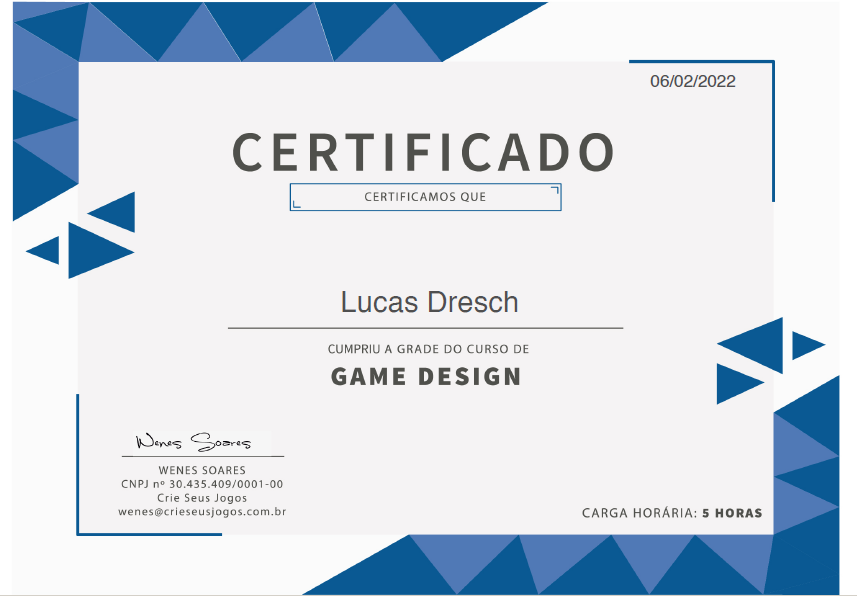 06/02/2022
CERTIFICADO
CERTIFICAMOS QUE
Lucas Dresch
CUMPRIU A GRADE DO CURSO DE
GAME DESIGN
Wenes Soares
WENES SOARES
CNPJ nº 30.435.409/0001-00
Crie Seus Jogos
wenes@crieseusjogos.com.br
CARGA HORÁRIA: 5 HORAS